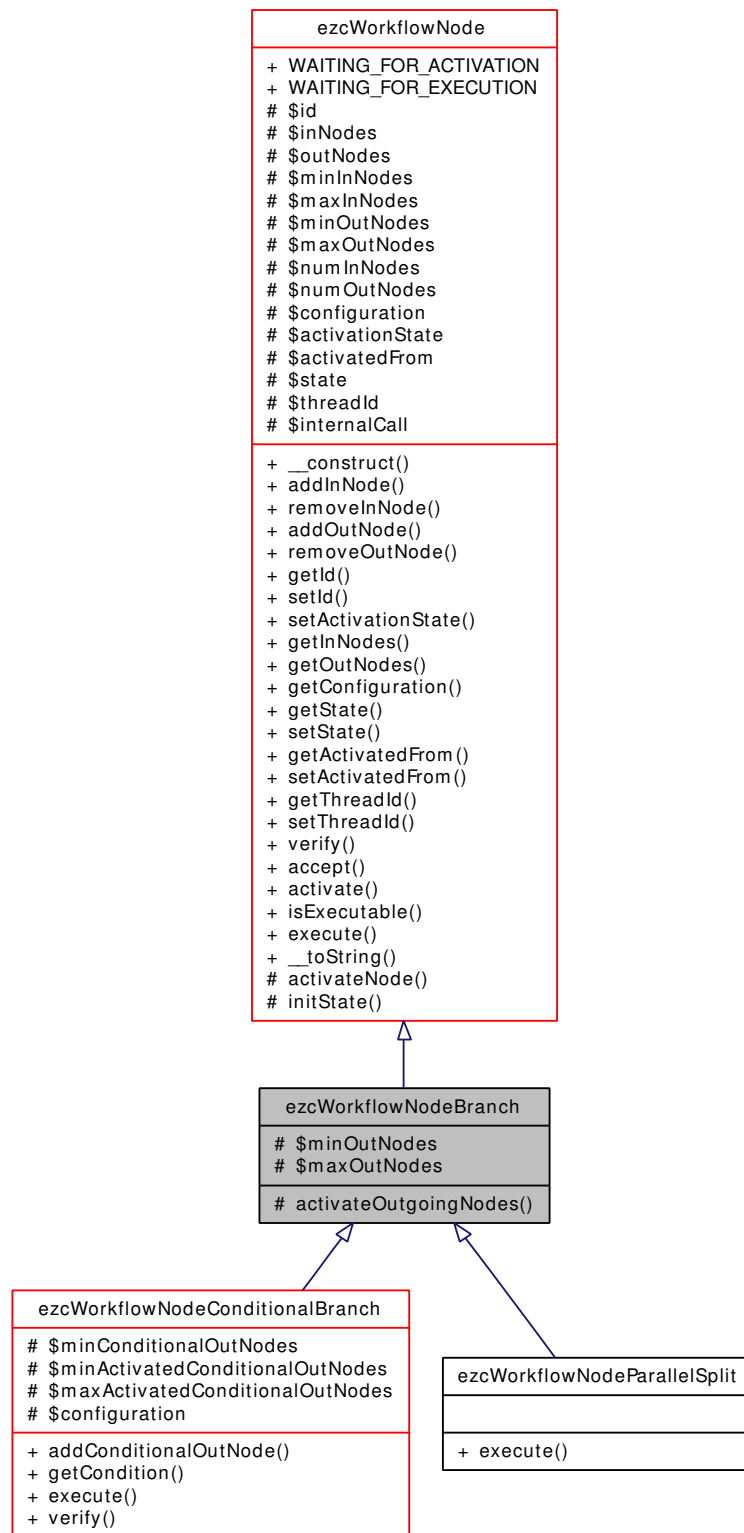 ezcWorkflowNode
+ WAITING_FOR_ACTIVATION
+ WAITING_FOR_EXECUTION
# $id
# $inNodes
# $outNodes
# $minInNodes
# $maxInNodes
# $minOutNodes
# $maxOutNodes
# $numInNodes
# $numOutNodes
# $configuration
# $activationState
# $activatedFrom
# $state
# $threadId
# $internalCall
+ __construct()
+ addInNode()
+ removeInNode()
+ addOutNode()
+ removeOutNode()
+ getId()
+ setId()
+ setActivationState()
+ getInNodes()
+ getOutNodes()
+ getConfiguration()
+ getState()
+ setState()
+ getActivatedFrom()
+ setActivatedFrom()
+ getThreadId()
+ setThreadId()
+ verify()
+ accept()
+ activate()
+ isExecutable()
+ execute()
+ __toString()
# activateNode()
# initState()
ezcWorkflowNodeBranch
# $minOutNodes
# $maxOutNodes
# activateOutgoingNodes()
ezcWorkflowNodeConditionalBranch
# $minConditionalOutNodes
# $minActivatedConditionalOutNodes
# $maxActivatedConditionalOutNodes
# $configuration
+ addConditionalOutNode()
+ getCondition()
+ execute()
+ verify()
ezcWorkflowNodeParallelSplit
+ execute()